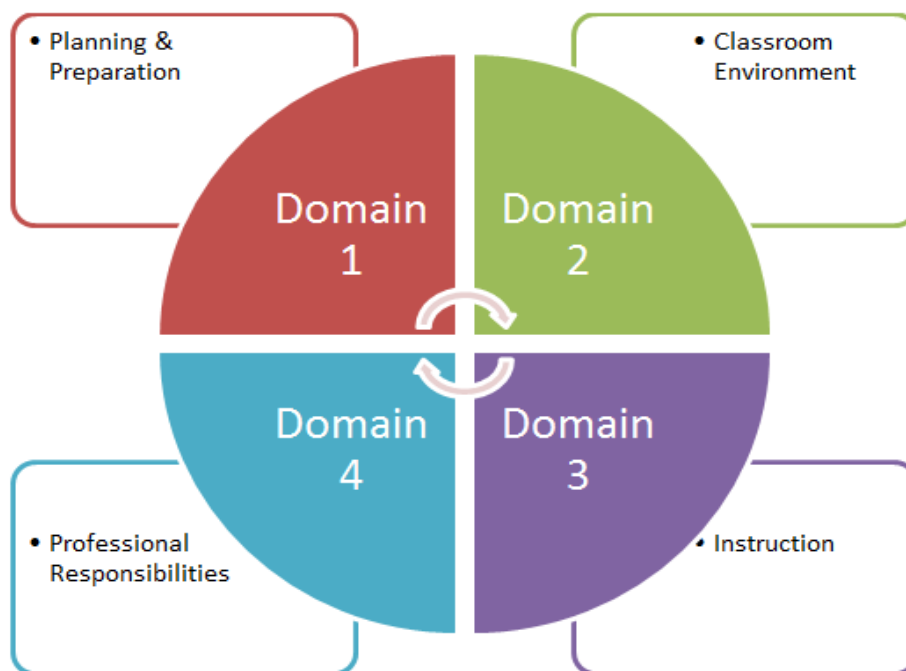 • Planning &
Preparation
• Classroom
Environment
Domain
1
Domain
2
Domain
4
Domain
3
• Professional
Responsibilities
• Instruction